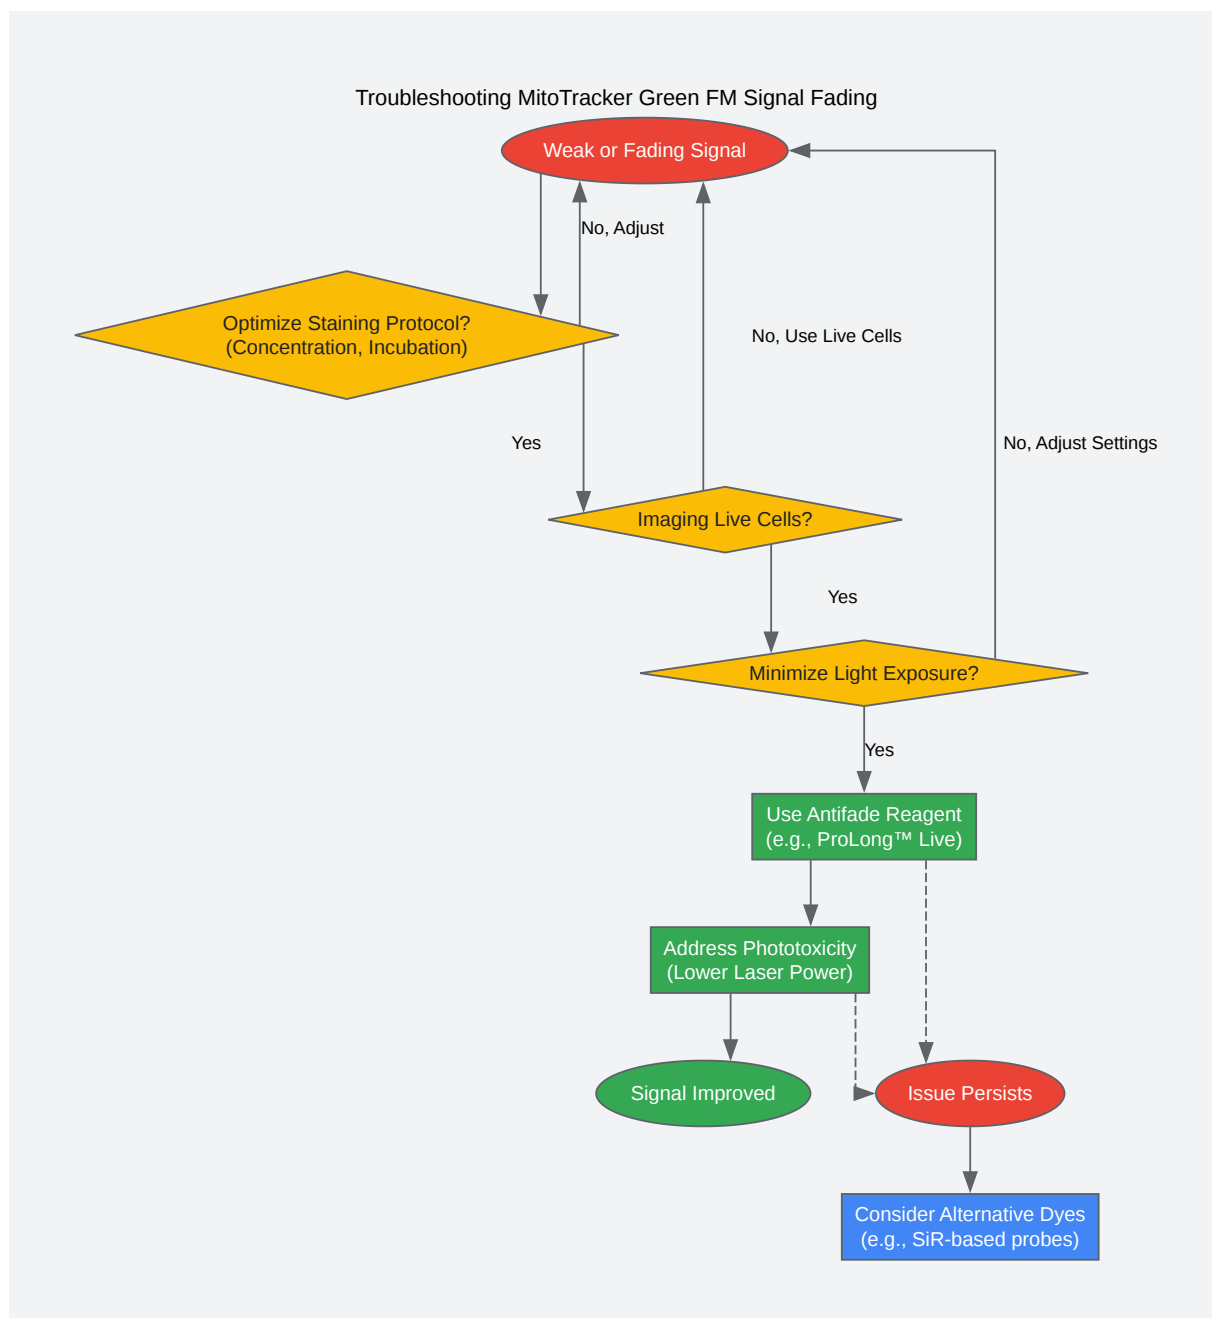 Troubleshooting MitoTracker Green FM Signal Fading
Weak or Fading Signal
No, Adjust
Optimize Staining Protocol?
(Concentration, Incubation)
No, Use Live Cells
Yes
No, Adjust Settings
Imaging Live Cells?
Yes
Minimize Light Exposure?
Yes
Use Antifade Reagent
(e.g., ProLong™ Live)
Address Phototoxicity
(Lower Laser Power)
Signal Improved
Issue Persists
Consider Alternative Dyes
(e.g., SiR-based probes)